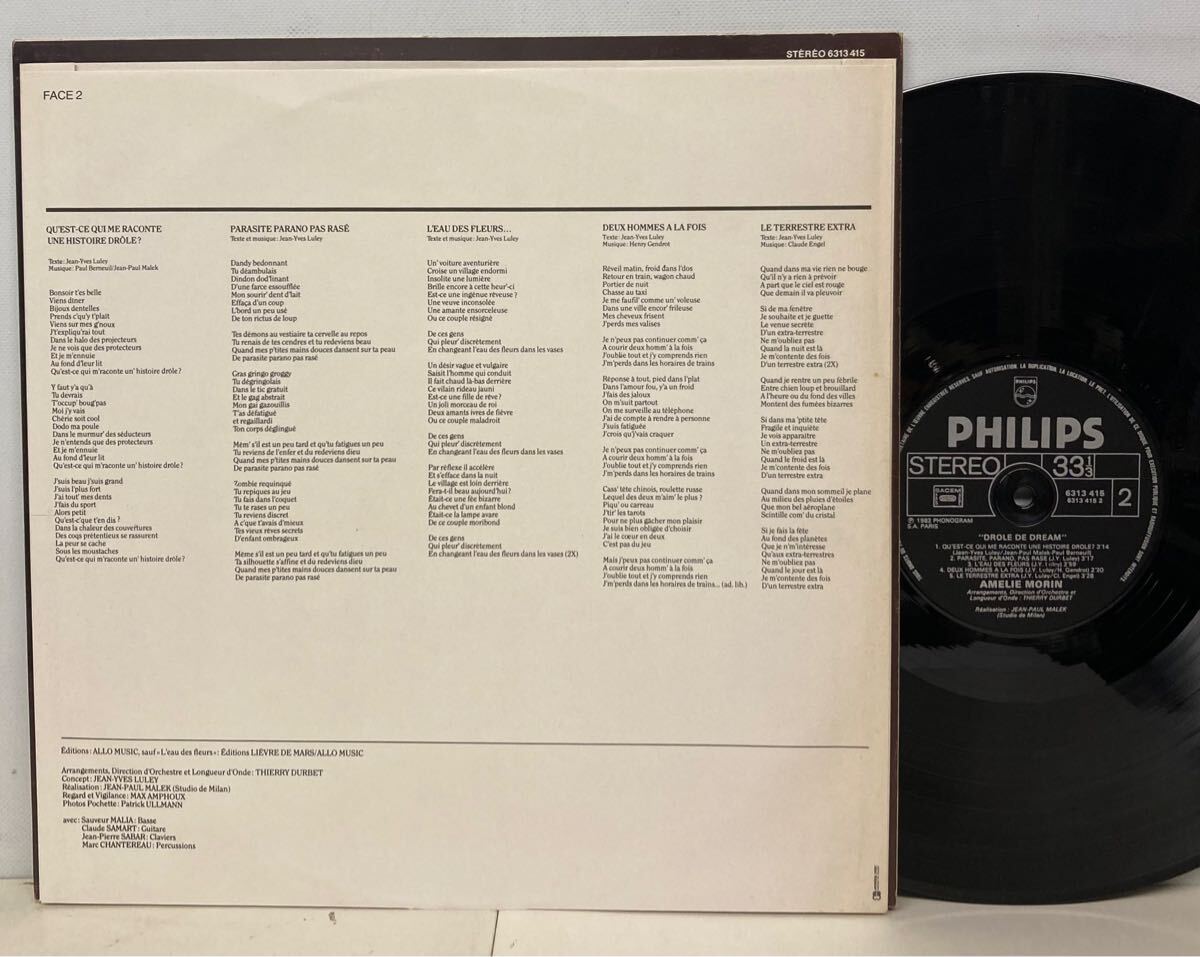 STÉRÉO 6313 415
FACE 2
QU'EST-CE QUI ME RACONTE
UNE HISTOIRE DRÔLE?
Texte: Jean-Yves Luley
Musique: Paul Berneuil/Jean-Paul Malek
Bonsoir t'es belle
Viens dîner
Bijoux dentelles
Prends c'qu'y t'plaît
Viens sur mes g'noux
J't'expliqu'rai tout
Dans le halo des projecteurs
Je ne vois que des protecteurs
Et je m'ennuie
Au fond d'leur lit
Qu'est-ce qui m'raconte un' histoire drôle?
Y faut y'a qu'à
Tu devrais
T'occup' boug'pas
Moi j'y vais
Chérie soit cool
Dodo ma poule
Dans le murmur' des séducteurs
Je n'entends que des protecteurs
Et je m'ennuie
Au fond d'leur lit
Qu'est-ce qui m'raconte un' histoire drôle?
J'suis beau j'suis grand
J'suis l'plus fort
J'ai tout' mes dents
J'fais du sport
Alors petit
Qu'est-c'que t'en dis?
Dans la chaleur des couvertures
Des coqs prétentieux se rassurent
La peur se cache
Sous les moustaches
Qu'est-ce qui m'raconte un' histoire drôle?
PARASITE PARANO PAS RASÉ
Texte et musique: Jean-Yves Luley
Dandy bedonnant
Tu déambulais
Dindon dod'linant
D'une farce essoufflée
Mon sourir' dent d'lait
Effaça d'un coup
L'bord un peu usé
De ton rictus de loup
Tes démons au vestiaire ta cervelle au repos
Tu renais de tes cendres et tu redeviens beau
Quand mes p'tites mains douces dansent sur ta peau
De parasite parano pas rasé
Gras gringo groggy
Tu dégringolais
Dans le tic gratuit
Et le gag abstrait
Mon gai gazouillis
T'as défatigué
et regaillardi
Ton corps déglingué
Mêm' s'il est un peu tard et qu'tu fatigues un peu
Tu reviens de l'enfer et du redeviens dieu
Quand mes p'tites mains douces dansent sur ta peau
De parasite parano pas rasé
Zombie requinqué
Tu repiques au jeu
Tu fais dans l'coquet
Tu te rases un peu
Tu reviens discret
A c'que t'avais d'mieux
Tes vieux rêves secrets
D'enfant ombrageux
Même s'il est un peu tard et qu'tu fatigues un peu
Ta silhouette s'affine et du redeviens dieu
Quand mes p'tites mains douces dansent sur ta peau
De parasite parano pas rasé
L'EAU DES FLEURS...
Texte et musique: Jean-Yves Luley
Un' voiture aventurière
Croise un village endormi
Insolite une lumière
Brille encore à cette heur'-ci
Est-ce une ingénue rêveuse?
Une veuve inconsolée
Une amante ensorceleuse
Ou ce couple résigné
De ces gens
Qui pleur' discrètement
En changeant l'eau des fleurs dans les vases
Un désir vague et vulgaire
Saisit l'homme qui conduit
Il fait chaud là-bas derrière
Ce vilain rideau jauni
Est-ce une fille de rêve?
Un joli morceau de roi
Deux amants ivres de fièvre
Ou ce couple maladroit
De ces gens
Qui pleur' discrètement
En changeant l'eau des fleurs dans les vases
Par réflexe il accélère
Et s'efface dans la nuit
Le village est loin derrière
Fera-t-il beau aujourd'hui?
Était-ce une fée bizarre
Au chevet d'un enfant blond
Était-ce la lampe avare
De ce couple moribond
De ces gens
Qui pleur' discrètement
En changeant l'eau des fleurs dans les vases (2X)
DEUX HOMMES A LA FOIS
Texte: Jean-Yves Luley
Musique: Henry Gendrot
Réveil matin, froid dans l'dos
Retour en train, wagon chaud
Portier de nuit
Chasse au taxi
Je me faufil' comme un' voleuse
Dans une ville encor' frileuse
Mes cheveux frisent
J'perds mes valises
Je n'peux pas continuer comm' ça
A courir deux homm' à la fois
J'oublie tout et j'y comprends rien
J'm'perds dans les horaires de trains
Réponse à tout, pied dans l'plat
Dans l'amour fou, y'a un froid
J'fais des jaloux
On m'suit partout
On me surveille au téléphone
J'ai de compte à rendre à personne
J'suis fatiguée
J'crois qu'j'vais craquer
Je n'peux pas continuer comm' ça
A courir deux homm' à la fois
J'oublie tout et j'y comprends rien
J'm'perds dans les horaires de trains
Cass' tête chinois, roulette russe
Lequel des deux m'aim' le plus?
Piqu' ou carreau
J'tir' les tarots
Pour ne plus gâcher mon plaisir
Je suis bien obligée d'choisir
J'ai le cœur en deux
C'est pas du jeu
Mais j'peux pas continuer comm' ça
A courir deux homm' à la fois
J'oublie tout et j'y comprends rien
J'm'perds dans les horaires de trains... (ad. lib.)
LE TERRESTRE EXTRA
Texte: Jean-Yves Luley
Musique: Claude Engel
Quand dans ma vie rien ne bouge
Qu'il n'y a rien à prévoir
A part que le ciel est rouge
Que demain il va pleuvoir
Si de ma fenêtre
Je souhaite et je guette
Le venue secrète
D'un extra-terrestre
Ne m'oubliez pas
Quand la nuit est là
Je m'contente des fois
D'un terrestre extra (2X)
Quand je rentre un peu fébrile
Entre chien loup et brouillard
A l'heure ou du fond des villes
Montent des fumées bizarres
Si dans ma 'ptite tête
Fragile et inquiète
Je vois apparaître
Un extra-terrestre
Ne m'oubliez pas
Quand le froid est là
Je m'contente des fois
D'un terrestre extra
Quand dans mon sommeil je plane
Au milieu des pluies d'étoiles
Que mon bel aéroplane
Scintille com' du cristal
Si je fais la fête
Au fond des planètes
Que je n'm'intéresse
Qu'aux extra-terrestres
Ne m'oubliez pas
Quand le jour est là
Je m'contente des fois
D'un terrestre extra
Éditions: ALLO MUSIC, sauf «L'eau des fleurs»: Éditions LIÈVRE DE MARS/ALLO MUSIC
Arrangements, Direction d'Orchestre et Longueur d'Onde: THIERRY DURBET
Concept: JEAN-YVES LULEY
Réalisation: JEAN-PAUL MALEK (Studio de Milan)
Regard et Vigilance: MAX AMPHOUX
Photos Pochette: Patrick ULLMANN
avec: Sauveur MALIA: Basse
Claude SAMART: Guitare
Jean-Pierre SABAR: Claviers
Marc CHANTEREAU: Percussions
PHILIPS
PHILIPS
STEREO 33 1/3
SACEM
6313 415
6313 415 2
2
℗ 1983 PHONOGRAM
S.A. PARIS
"DROLE DE DREAM"
1. QU'EST-CE QUI ME RACONTE UNE HISTOIRE DROLE? 3'14
(Jean-Yves Luley/Jean-Paul Malek-Paul Berneuil)
2. PARASITE, PARANO, PAS RASE (J.Y. Luley) 3'17
3. L'EAU DES FLEURS (J.Y. Luley) 2'59
4. DEUX HOMMES A LA FOIS (J.Y. Luley/H. Gendrot) 2'10
5. LE TERRESTRE EXTRA (J.Y. Luley/Cl. Engel) 3'28
AMELIE MORIN
Arrangements, Direction d'Orchestre et
Longueur d'Onde: THIERRY DURBET
Réalisation: JEAN-PAUL MALEK
(Studio de Milan)